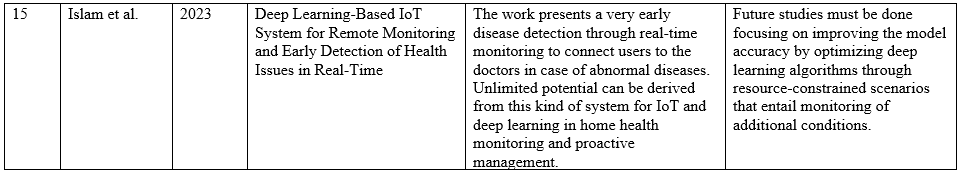 15 Islam et al. 2023 Deep Learning-Based IoT The work presents a very early Future studies must be done
System for Remote Monitoring disease detection through real-time focusing on improving the model
and Early Detection of Health monitoring to connect users to the accuracy by optimizing deep
Issues in Real-Time doctors in case of abnormal diseases. learning algorithms through
Unlimited potential can be derived resource-constrained scenarios
from this kind of system for IoT and that entail monitoring of
deep learning in home health additional conditions.
monitoring and proactive
management.